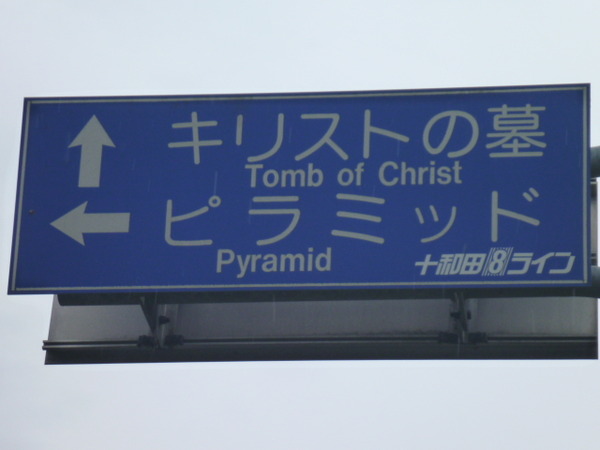 キリストの墓
Tomb of Christ
ピラミッド
Pyramid
十和田8ライン